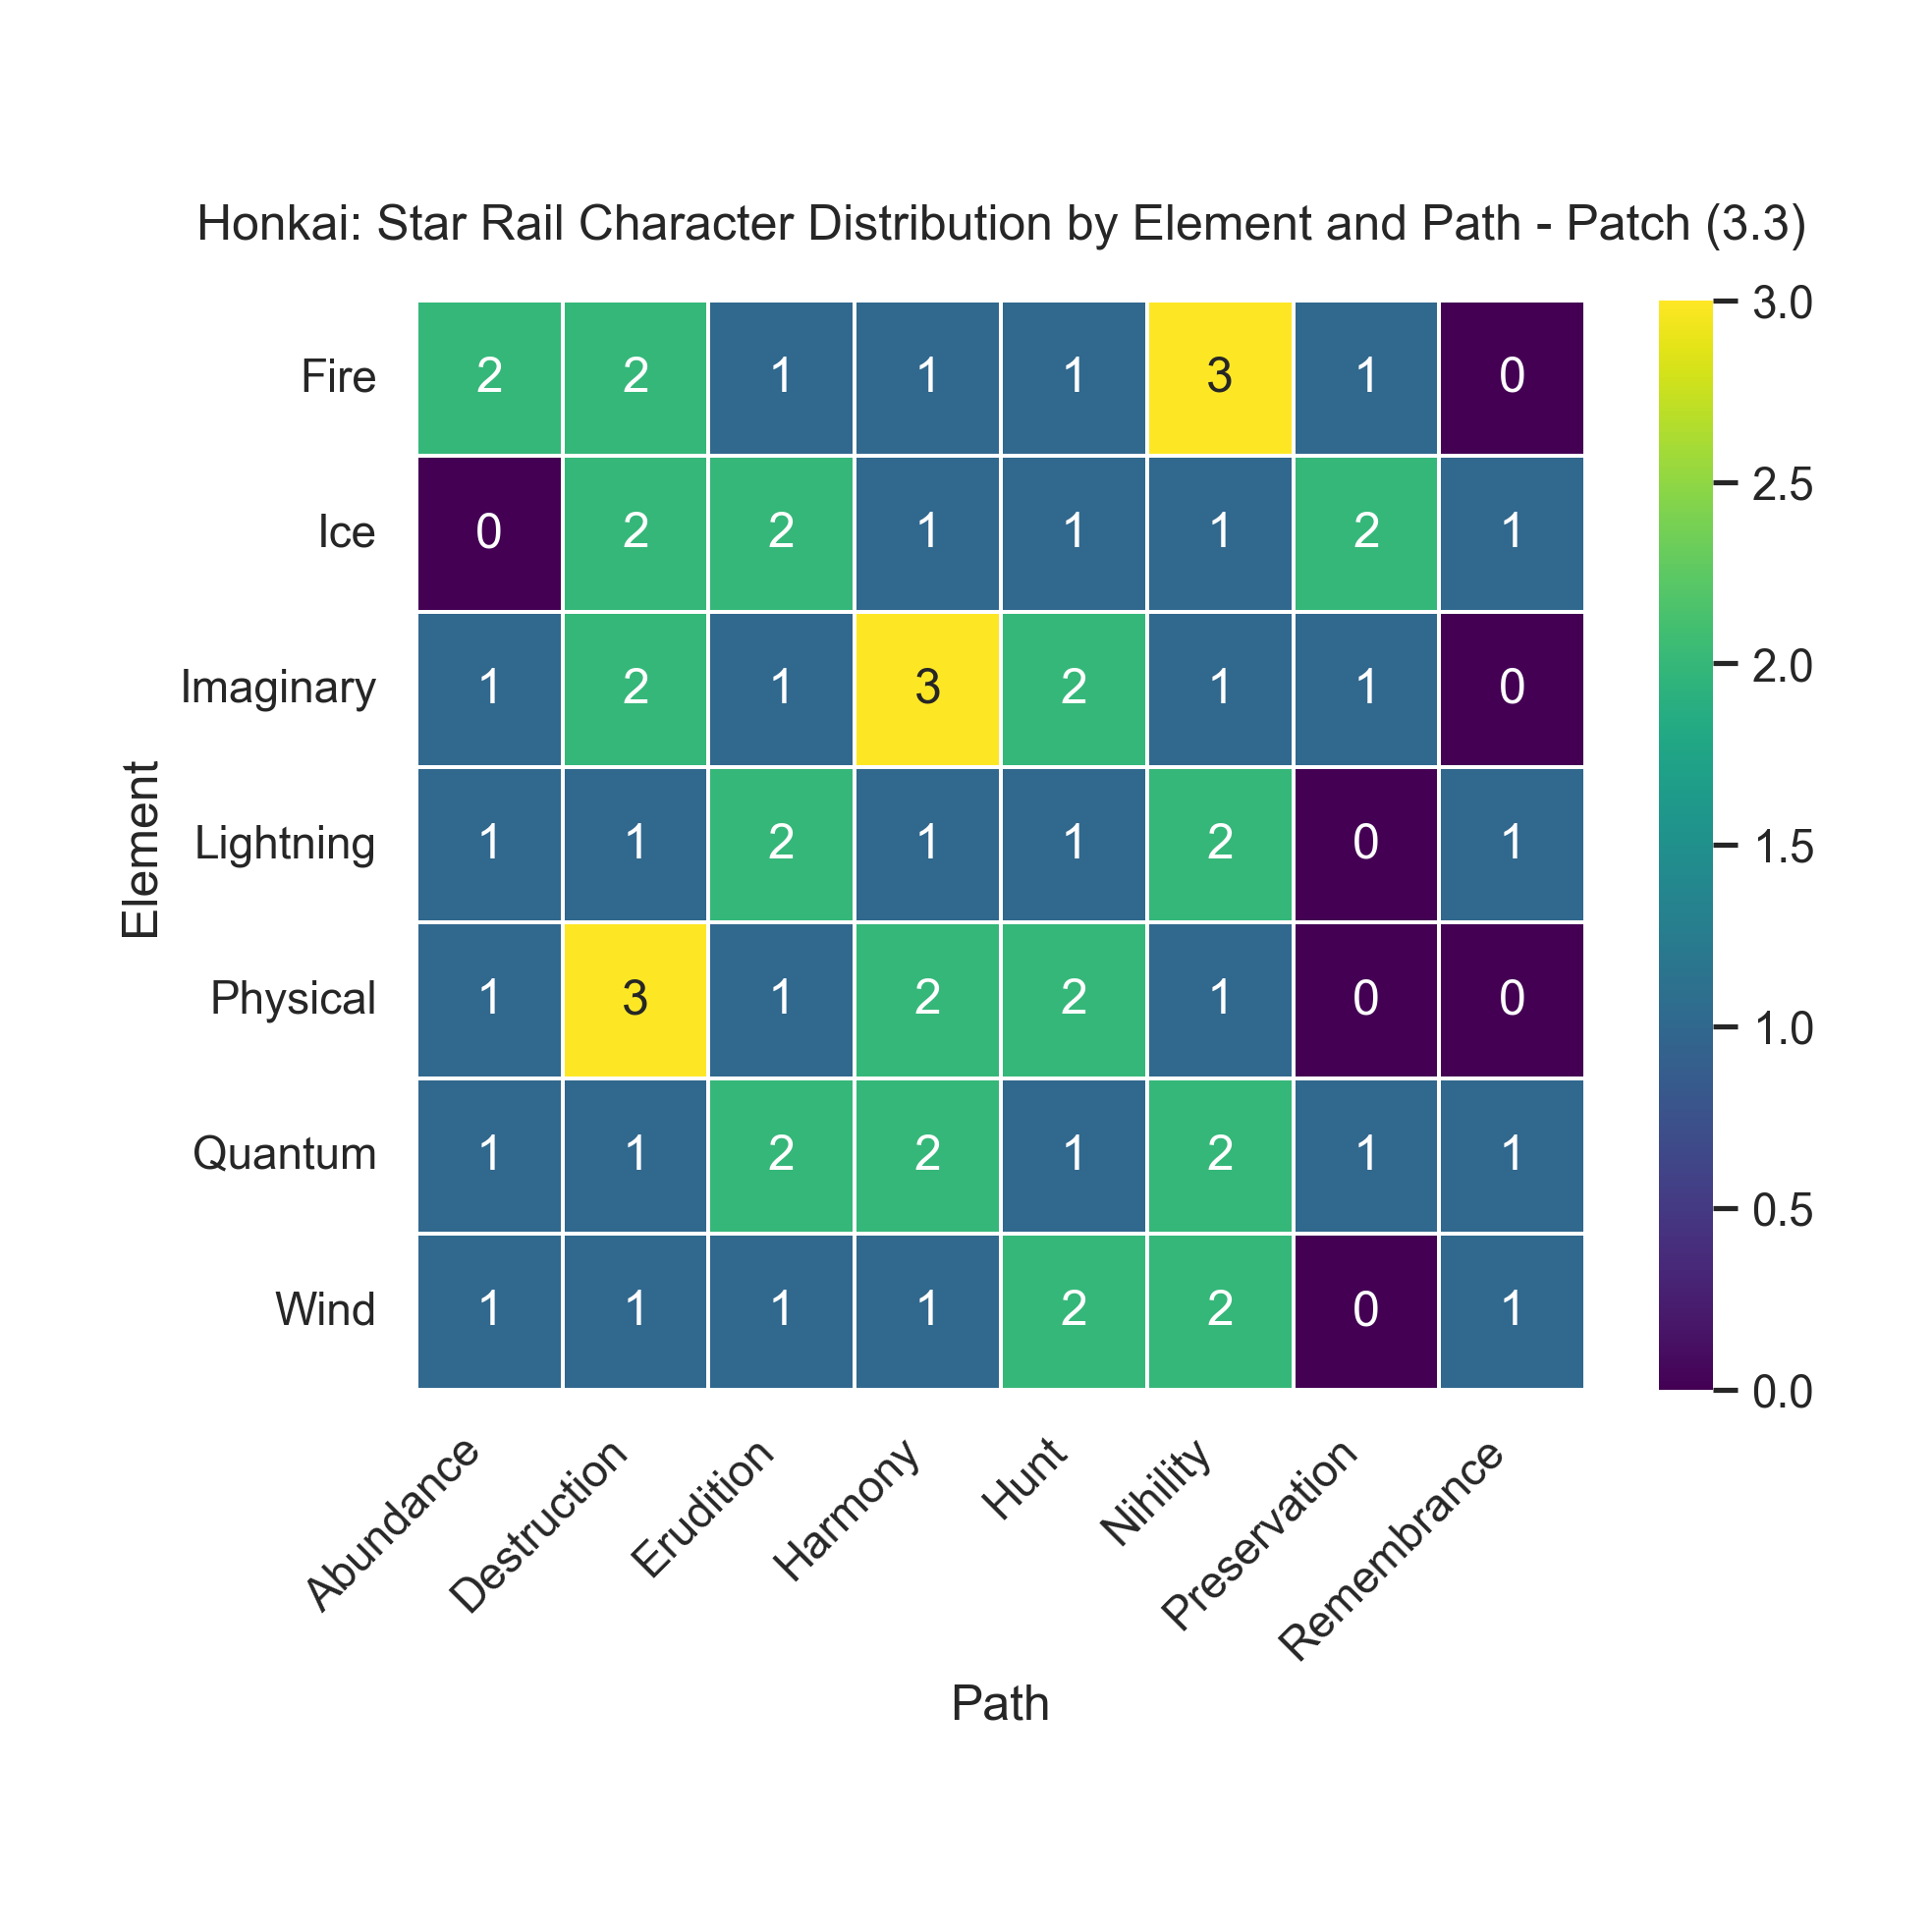 Honkai: Star Rail Character Distribution by Element and Path - Patch (3.3)
Fire 2 2 1 1 1 3 1 0
Ice 0 2 2 1 1 1 2 1
Imaginary 1 2 1 3 2 1 1 0
Lightning 1 1 2 1 1 2 0 1
Physical 1 3 1 2 2 1 0 0
Quantum 1 1 2 2 1 2 1 1
Wind 1 1 1 1 2 2 0 1
Element
Abundance Destruction Erudition Harmony Hunt Nihility Preservation Remembrance
Path
3.0
2.5
2.0
1.5
1.0
0.5
0.0